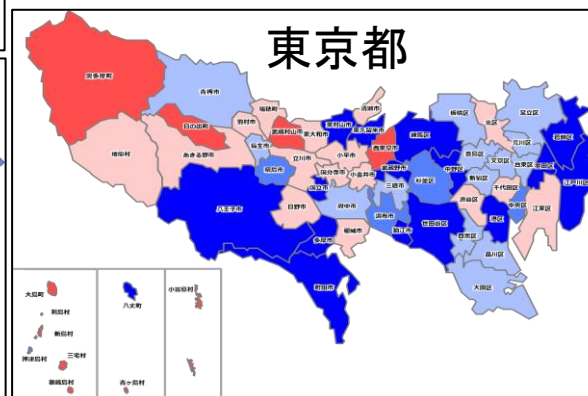 東京都
奥多摩町
青梅市
瑞穂町
清瀬市
東村山市
東久留米市
日の出町
羽村市
武蔵村山市
東大和市
西東京市
練馬区
板橋区
北区
足立区
葛飾区
福生市
檜原村
あきる野市
昭島市
立川市
小平市
国分寺市
小金井市
武蔵野市
国立市
三鷹市
杉並区
中野区
豊島区
文京区
荒川区
台東区
墨田区
新宿区
千代田区
江戸川区
中央区
渋谷区
港区
江東区
八王子市
日野市
府中市
調布市
狛江市
世田谷区
目黒区
品川区
大田区
多摩市
稲城市
町田市
大島町
利島村
新島村
神津島村
三宅村
御蔵島村
八丈町
青ヶ島村
小笠原村